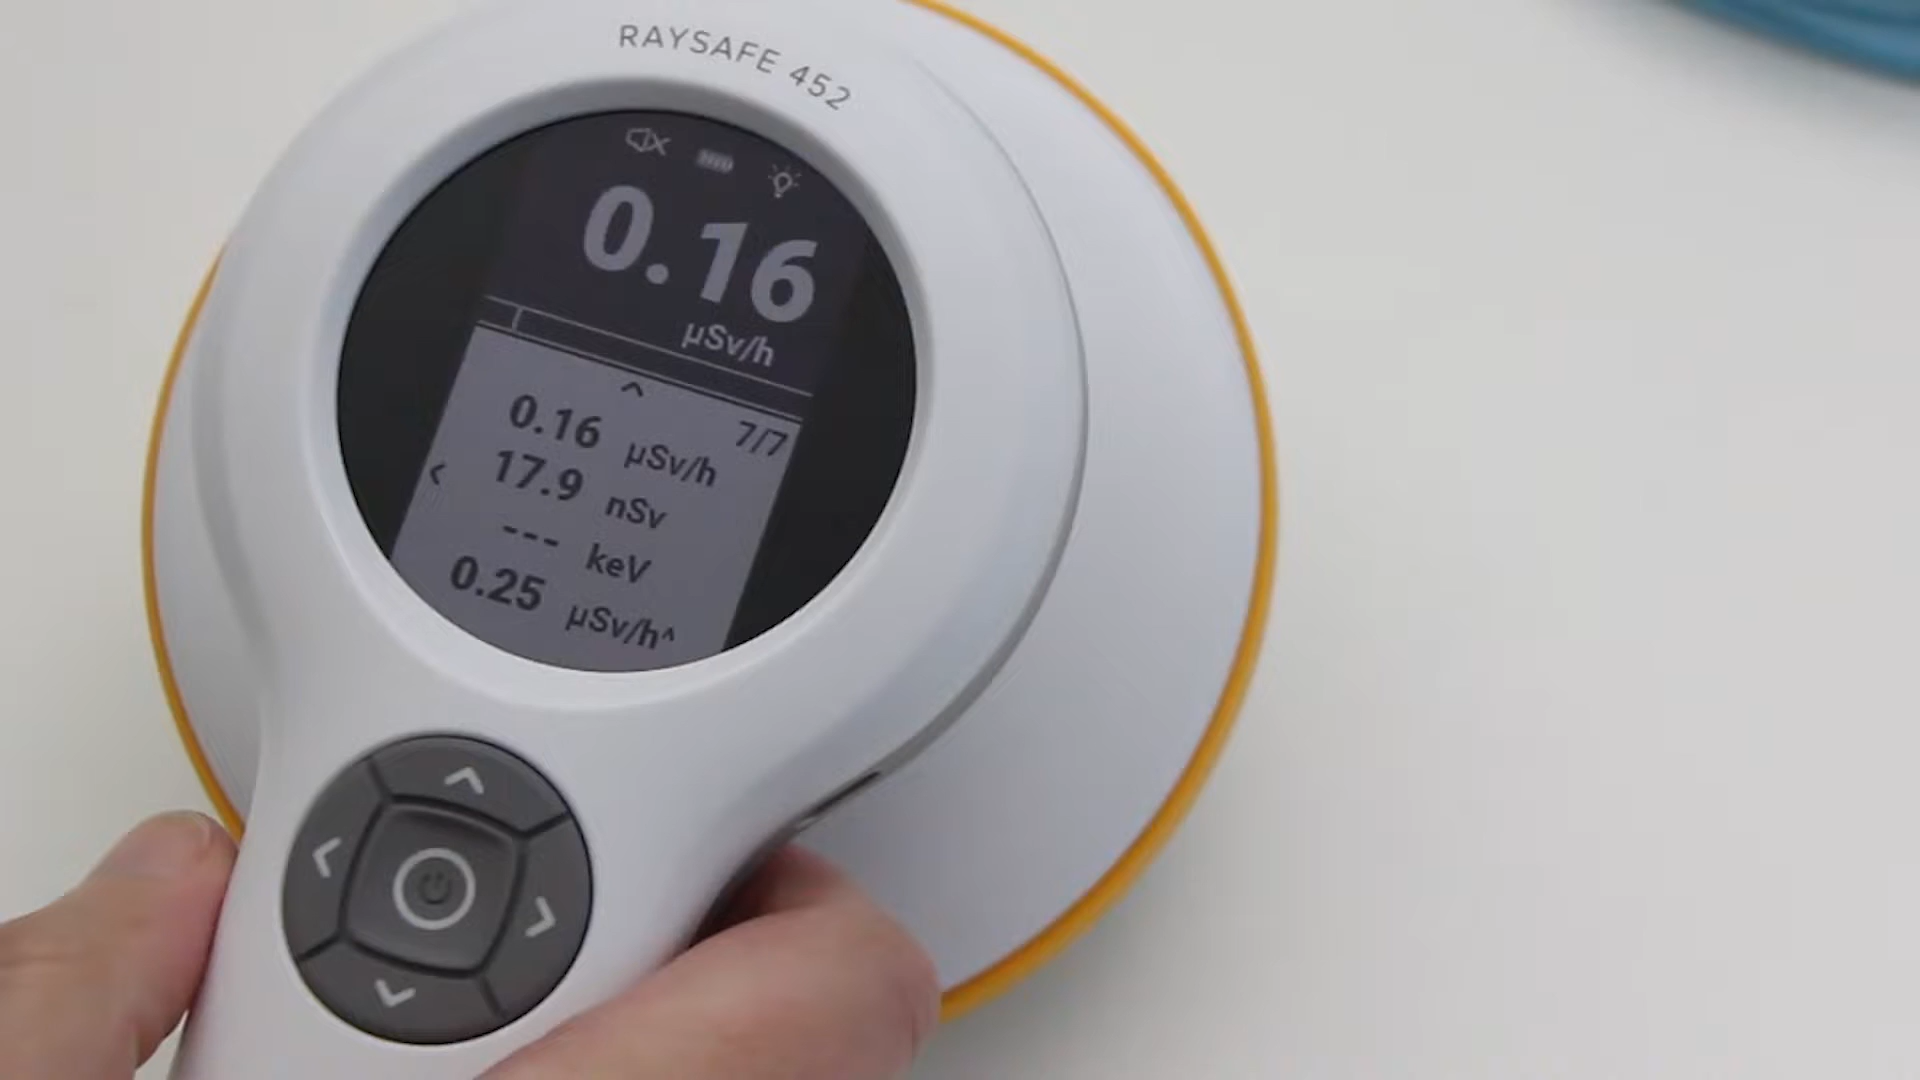 RAYSAFE 452
0.16
µSv/h
7/7
0.16 µSv/h
17.9 nSv
--- keV
0.25 µSv/h^